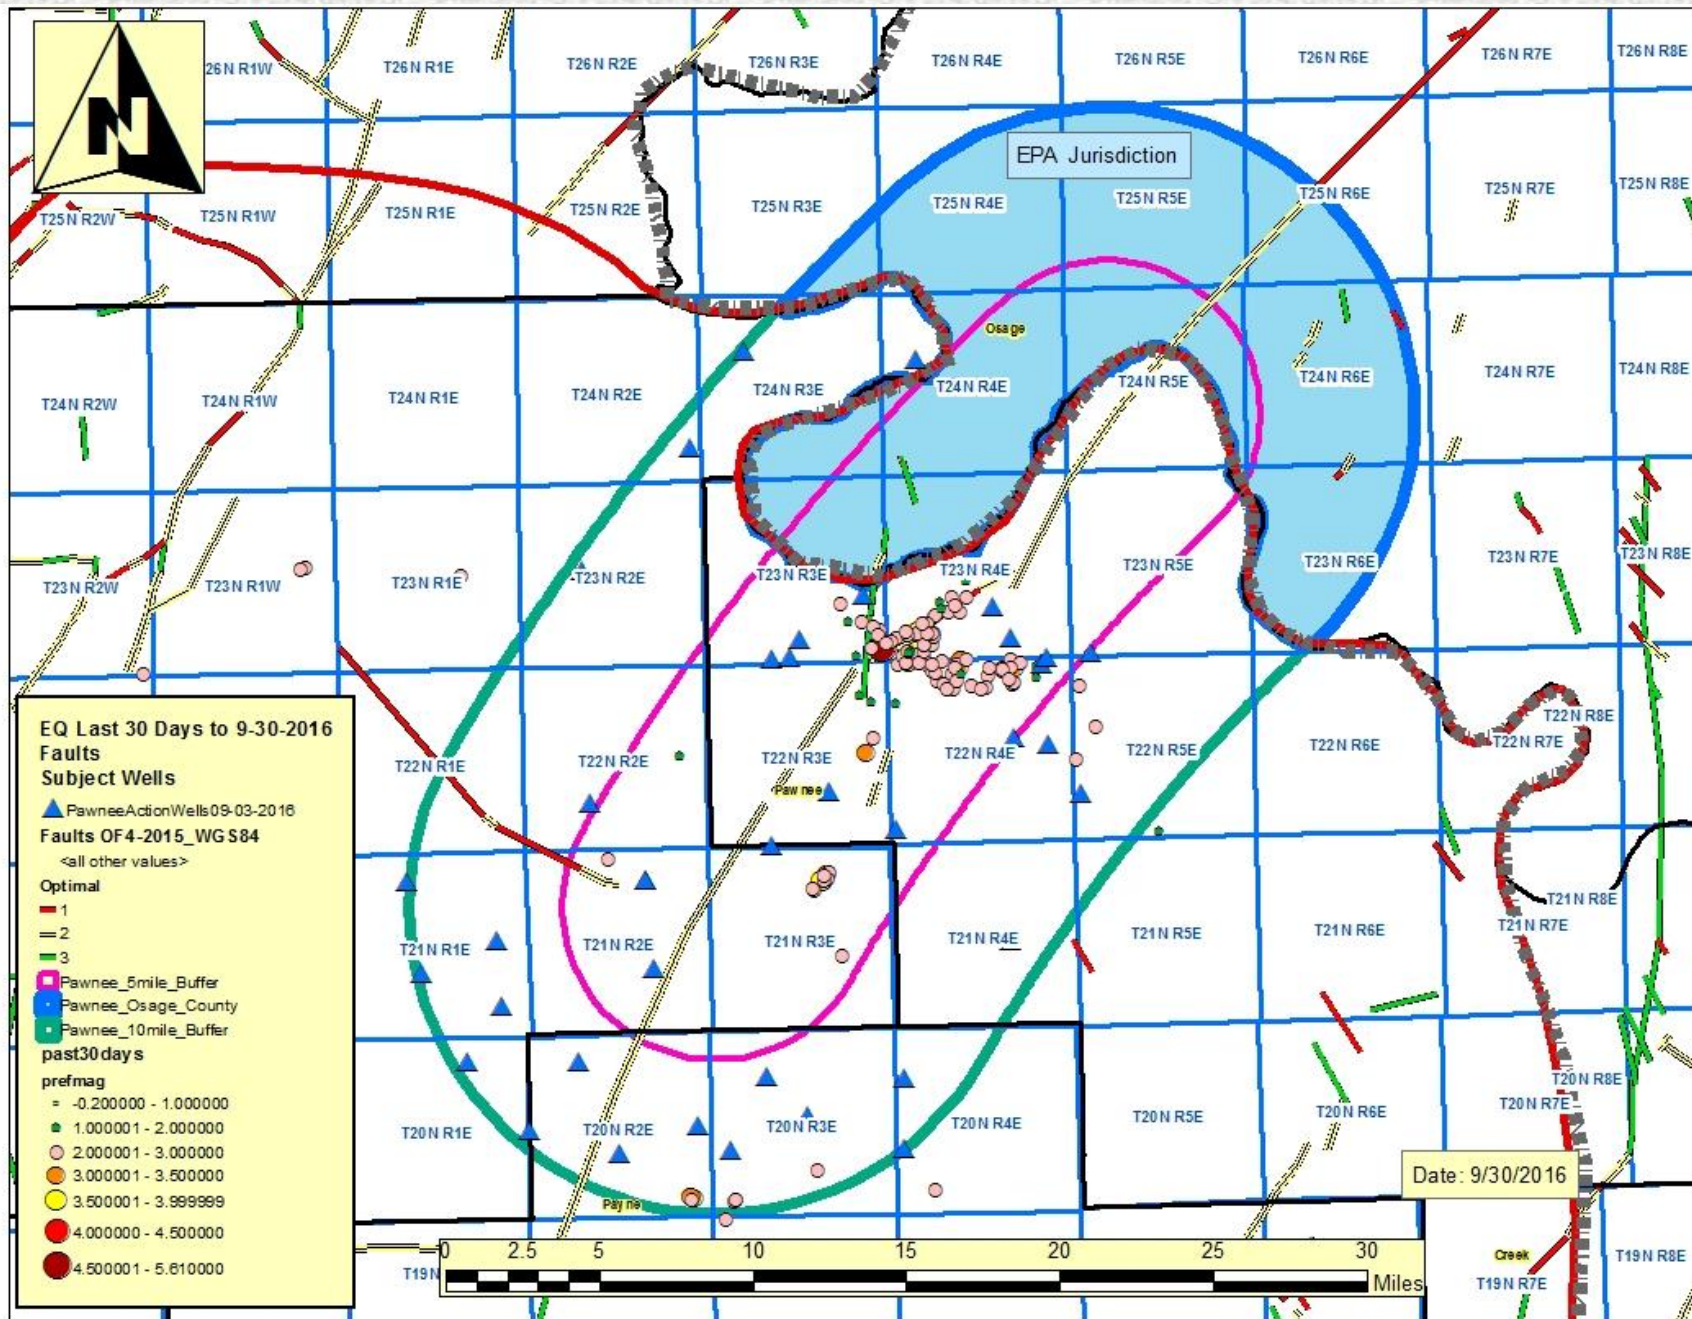 N
26N R1W
T26N R1E
T26N R2E
T26N R3E
T26N R4E
T26N R5E
T26N R6E
T26N R7E
T26N R8E
EPA Jurisdiction
T25N R2W
T25N R1W
T25N R1E
T25N R2E
T25N R3E
T25N R4E
T25N R5E
T25N R6E
T25N R7E
T25N R8E
Osage
T24N R2W
T24N R1W
T24N R1E
T24N R2E
T24N R3E
T24N R4E
T24N R5E
T24N R6E
T24N R7E
T24N R8E
T23N R2W
T23N R1W
T23N R1E
T23N R2E
T23N R3E
T23N R4E
T23N R5E
T23N R6E
T23N R7E
T23N R8E
T22N R1E
T22N R2E
T22N R3E
T22N R4E
T22N R5E
T22N R6E
T22N R7E
T22N R8E
Pawnee
T21N R1E
T21N R2E
T21N R3E
T21N R4E
T21N R5E
T21N R6E
T21N R7E
T21N R8E
T20N R1E
T20N R2E
T20N R3E
T20N R4E
T20N R5E
T20N R6E
T20N R7E
T20N R8E
Payne
Creek
T19N
T19N R7E
T19N R8E
EQ Last 30 Days to 9-30-2016
Faults
Subject Wells
PawneeActionWells09-03-2016
Faults OF4-2015_WGS84
<all other values>
Optimal
1
2
3
Pawnee_5mile_Buffer
Pawnee_Osage_County
Pawnee_10mile_Buffer
past30days
prefmag
-0.200000 - 1.000000
1.000001 - 2.000000
2.000001 - 3.000000
3.000001 - 3.500000
3.500001 - 3.999999
4.000000 - 4.500000
4.500001 - 5.610000
Date: 9/30/2016
0 2.5 5 10 15 20 25 30
Miles